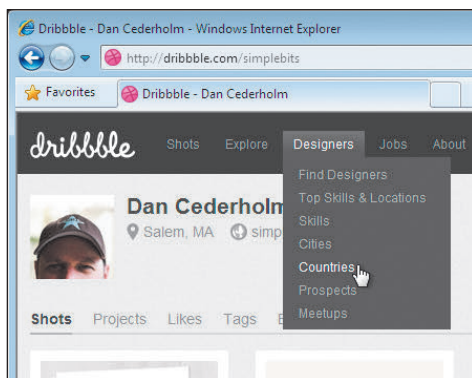 Dribbble - Dan Cederholm - Windows Internet Explorer
http://dribbble.com/simplebits
Favorites Dribbble - Dan Cederholm
dribbble Shots Explore Designers Jobs About
Find Designers
Top Skills & Locations
Skills
Cities
Countries
Prospects
Meetups
Dan Cederholm
Salem, MA simp
Shots Projects Likes Tags